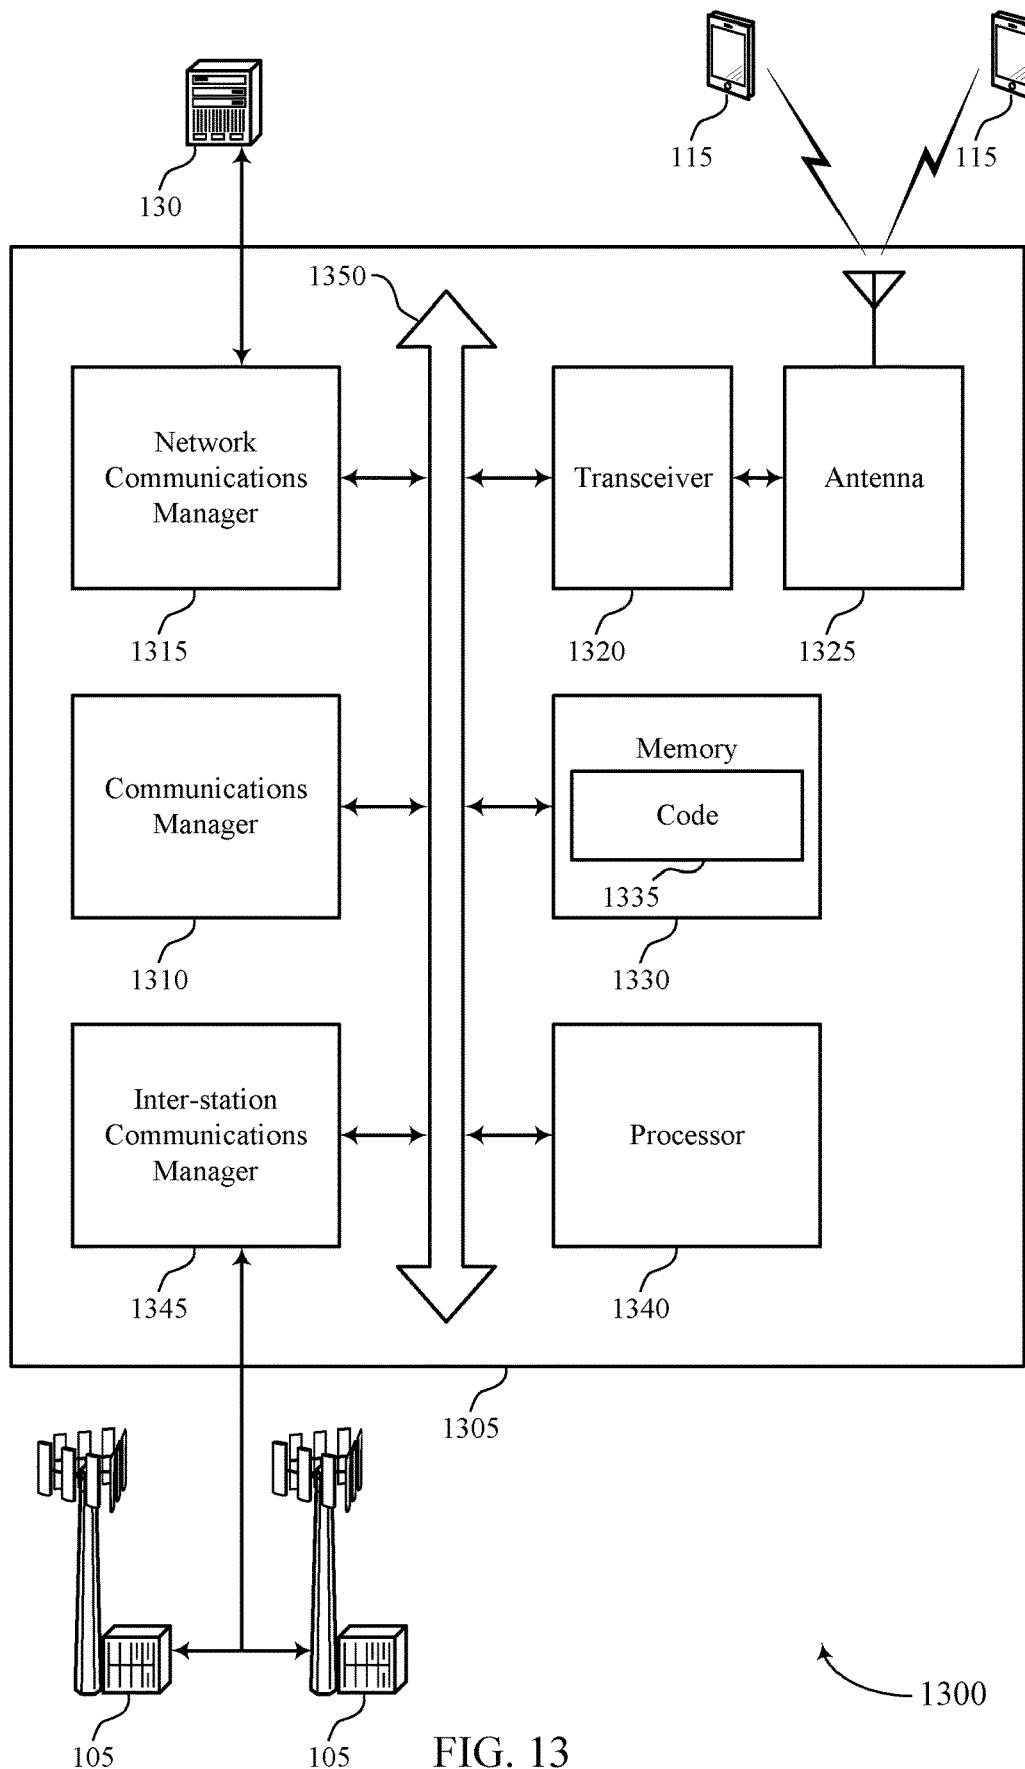 115
115
130
1350
Network
Communications
Manager
Transceiver
Antenna
1315
1320
1325
Communications
Manager
Memory
Code
1335
1310
1330
Inter-station
Communications
Manager
Processor
1345
1340
1305
1300
105
105
FIG. 13